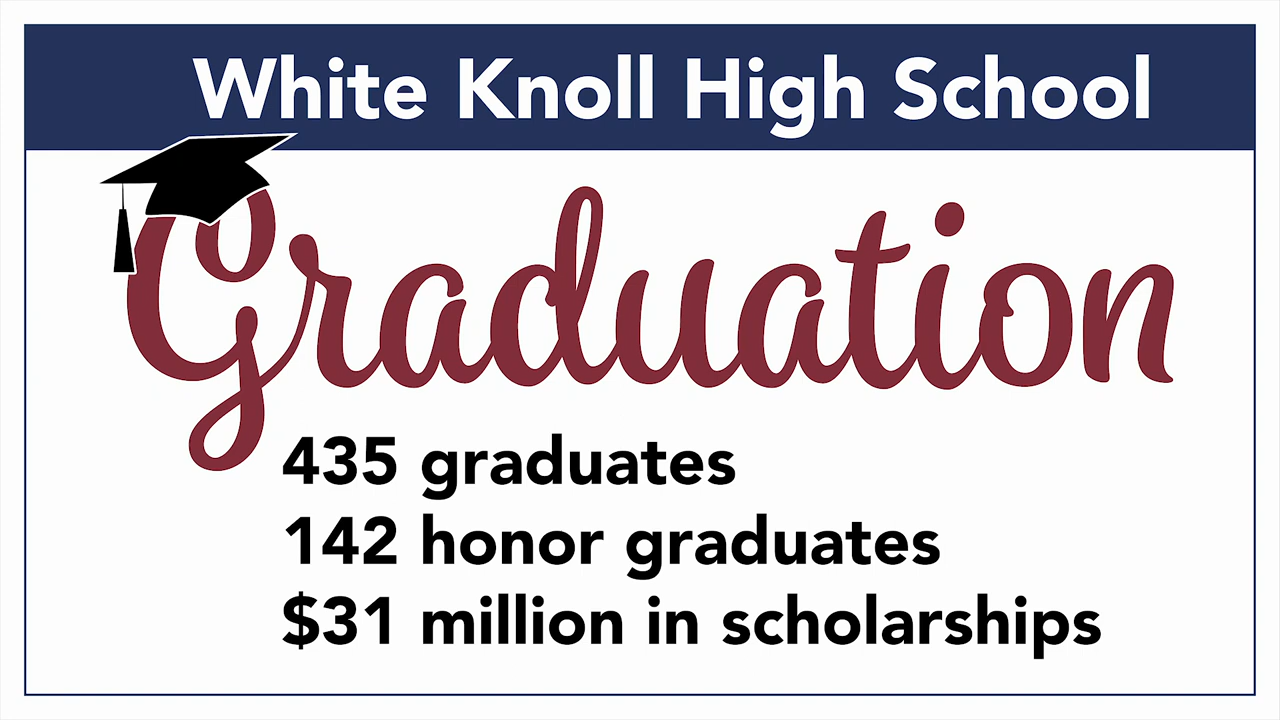 White Knoll High School
Graduation
435 graduates
142 honor graduates
$31 million in scholarships